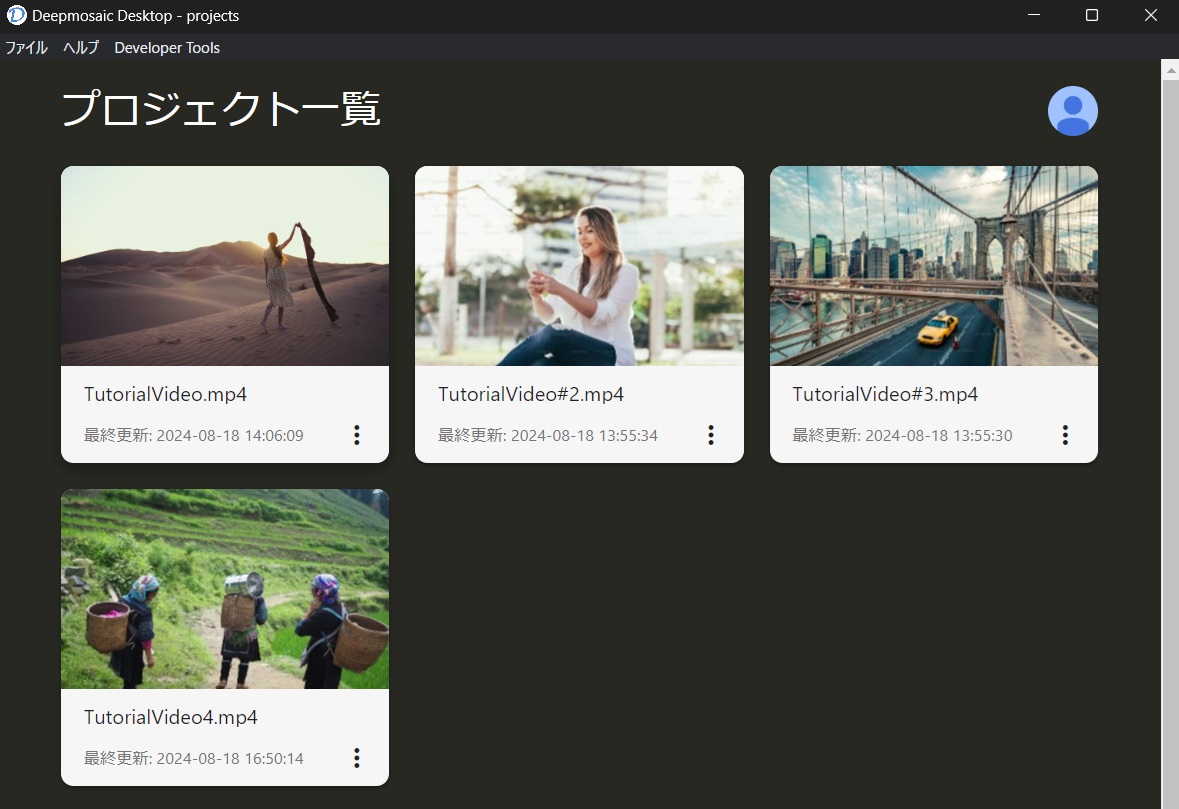 Deepmosaic Desktop - projects
ファイル ヘルプ Developer Tools
プロジェクト一覧
TutorialVideo.mp4
最終更新: 2024-08-18 14:06:09
TutorialVideo#2.mp4
最終更新: 2024-08-18 13:55:34
TutorialVideo#3.mp4
最終更新: 2024-08-18 13:55:30
TutorialVideo4.mp4
最終更新: 2024-08-18 16:50:14